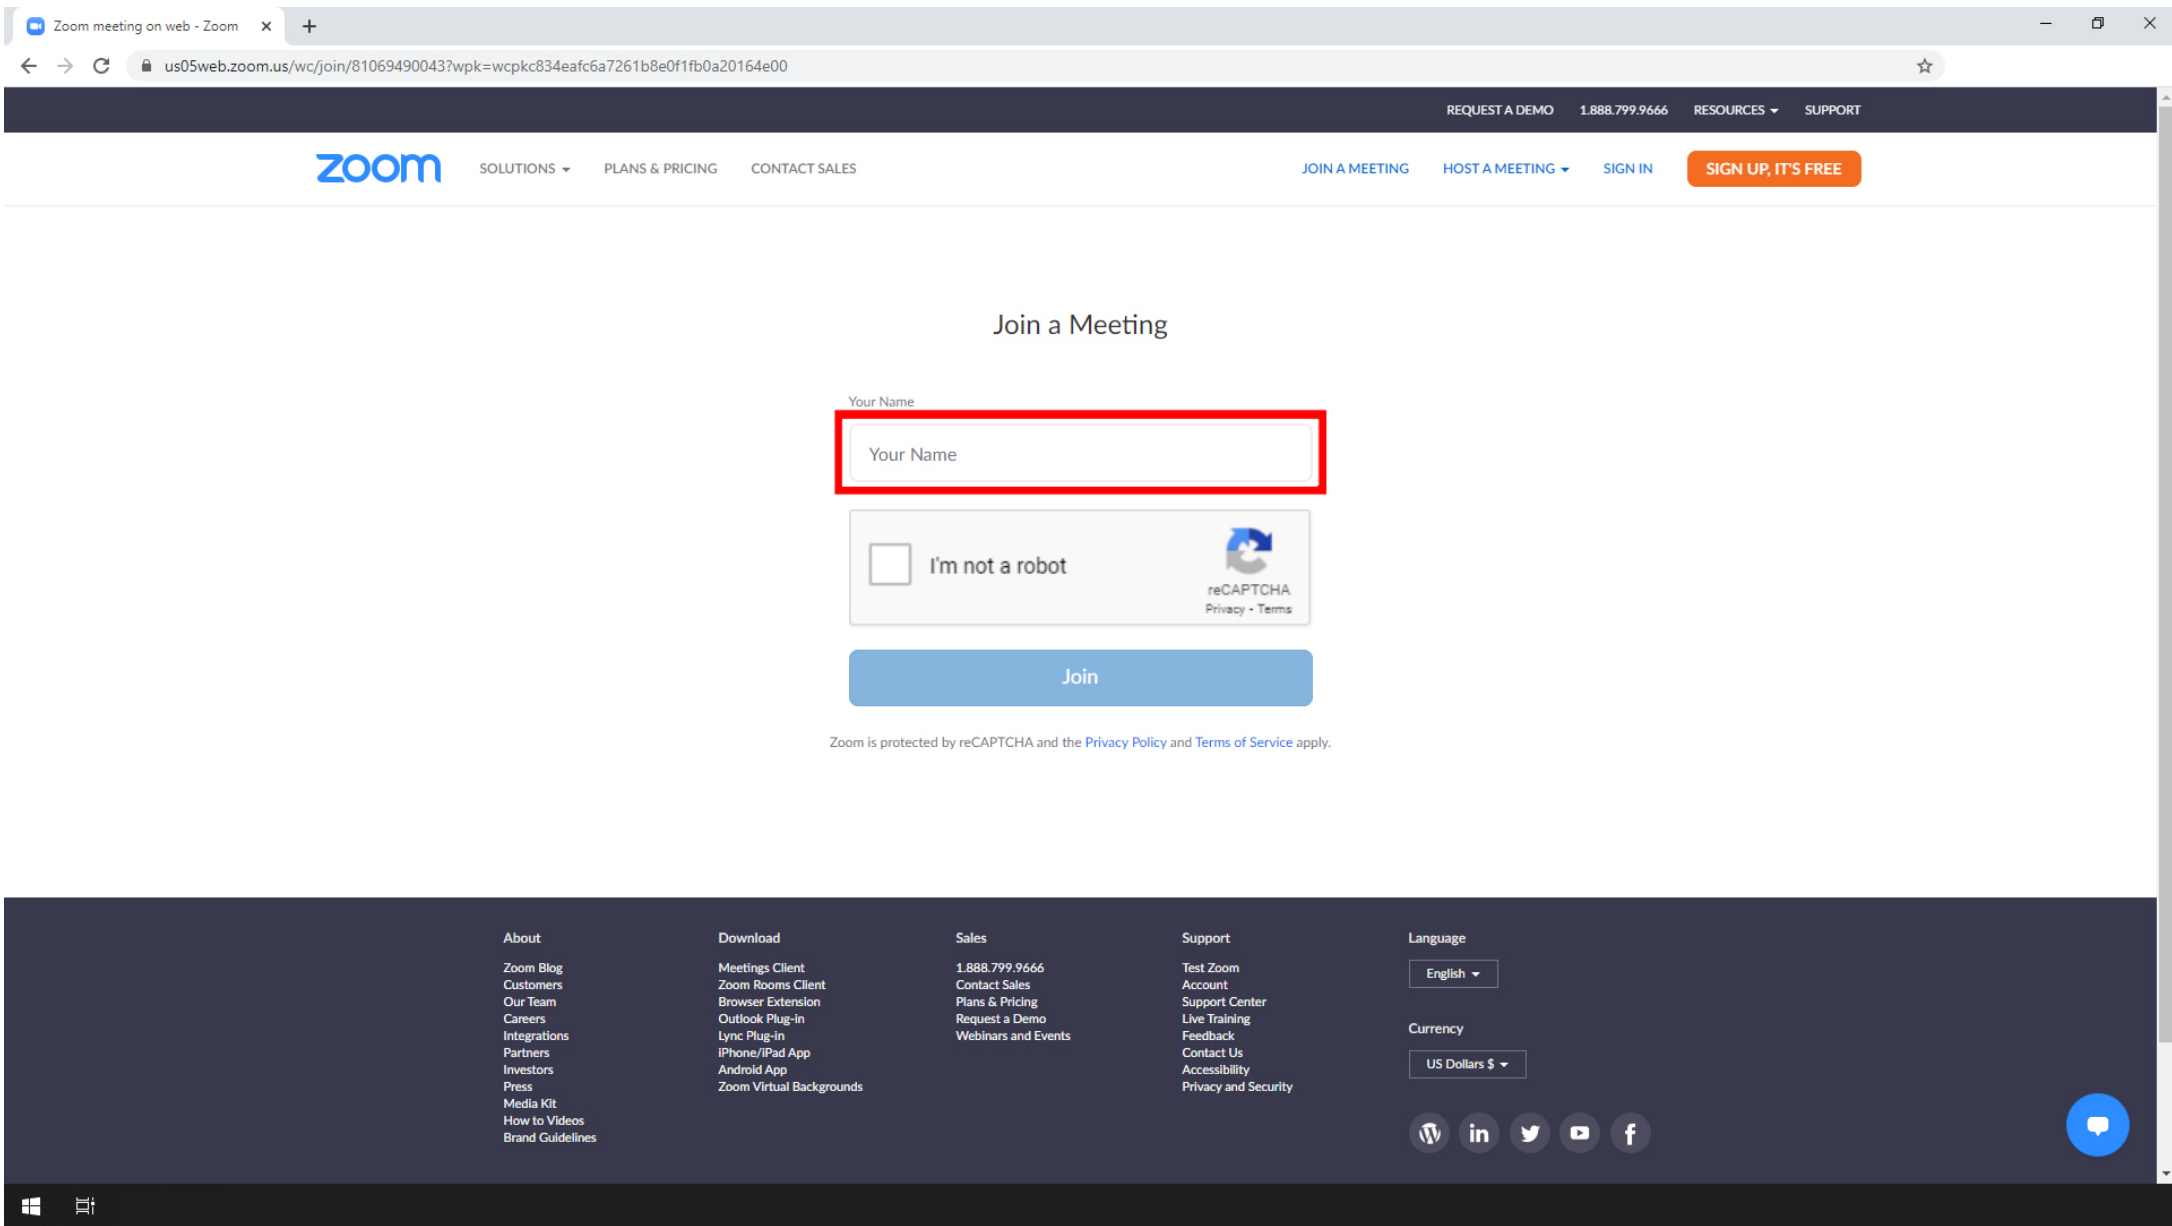 Zoom meeting on web - Zoom
us05web.zoom.us/wc/join/81069490043?wpk=wcpkc834eafc6a7261b8e0f1fb0a20164e00
REQUEST A DEMO 1.888.799.9666 RESOURCES SUPPORT
zoom SOLUTIONS PLANS & PRICING CONTACT SALES JOIN A MEETING HOST A MEETING SIGN IN SIGN UP, IT'S FREE
Join a Meeting
Your Name
Your Name
I'm not a robot
reCAPTCHA
Privacy - Terms
Join
Zoom is protected by reCAPTCHA and the Privacy Policy and Terms of Service apply.
About
Zoom Blog
Customers
Our Team
Careers
Integrations
Partners
Investors
Press
Media Kit
How to Videos
Brand Guidelines
Download
Meetings Client
Zoom Rooms Client
Browser Extension
Outlook Plug-in
Lync Plug-in
iPhone/iPad App
Android App
Zoom Virtual Backgrounds
Sales
1.888.799.9666
Contact Sales
Plans & Pricing
Request a Demo
Webinars and Events
Support
Test Zoom
Account
Support Center
Live Training
Feedback
Contact Us
Accessibility
Privacy and Security
Language
English
Currency
US Dollars $